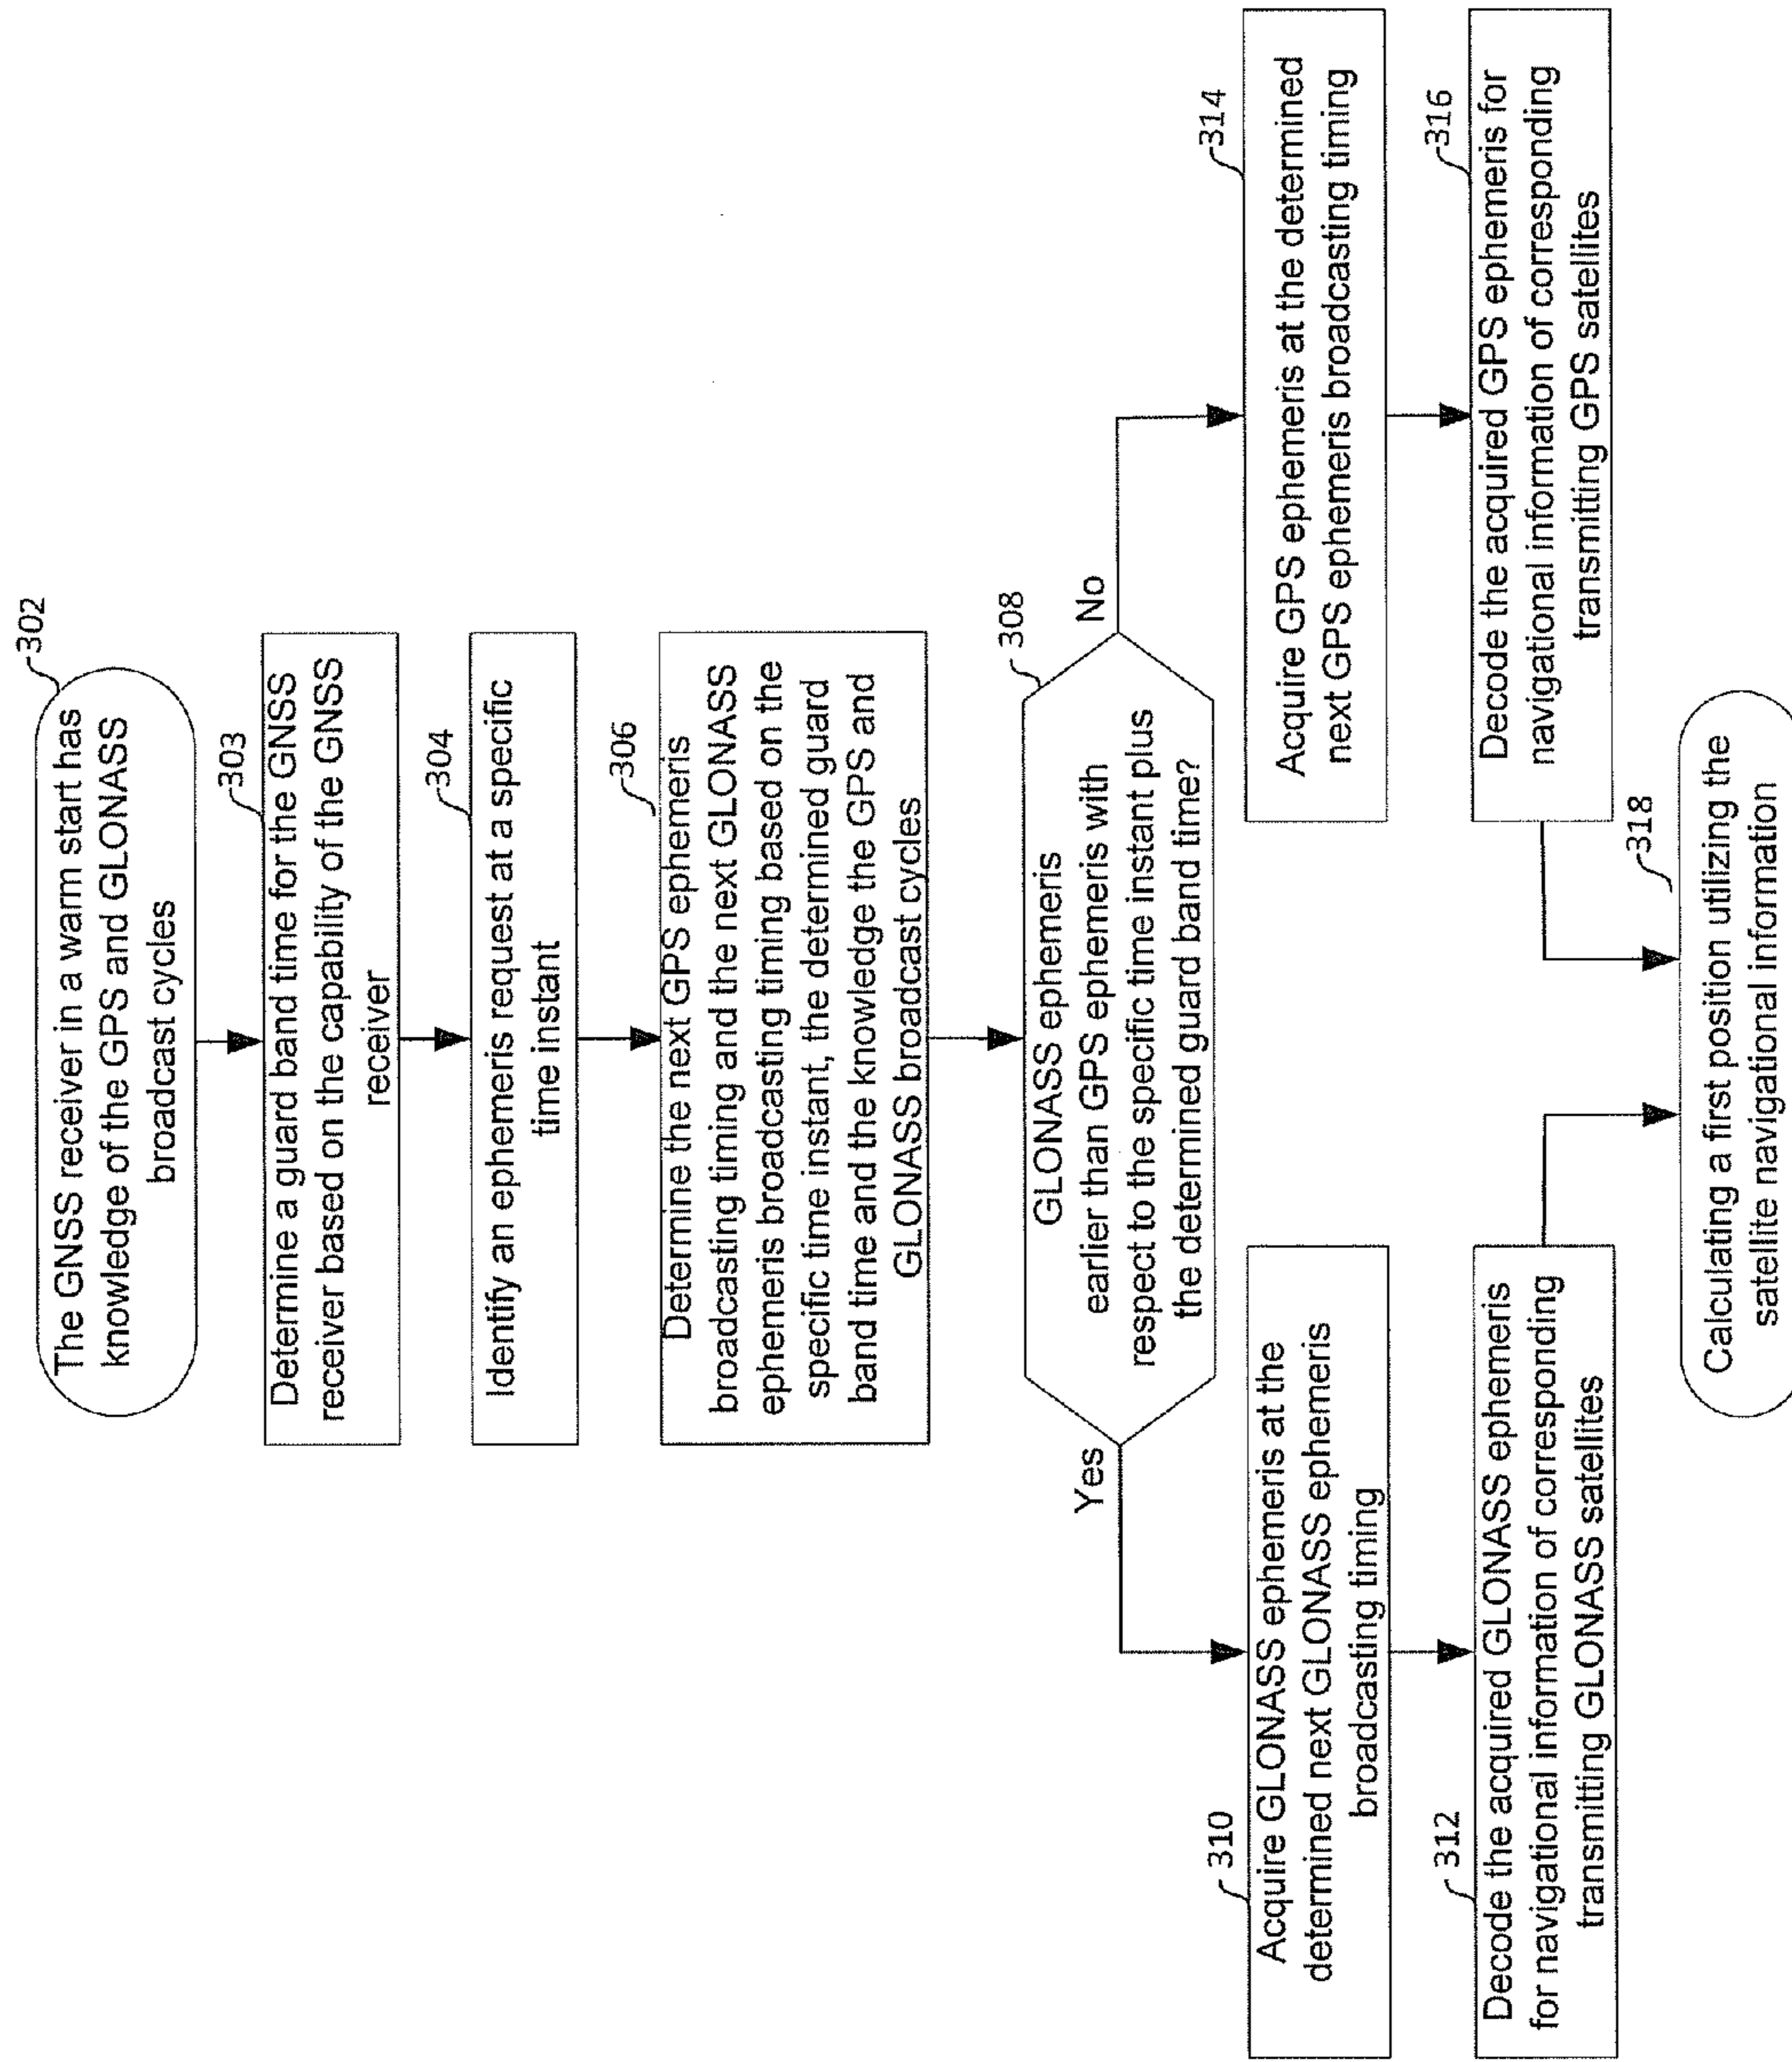 302
The GNSS receiver in a warm start has
knowledge of the GPS and GLONASS
broadcast cycles
303
Determine a guard band time for the GNSS
receiver based on the capability of the GNSS
receiver
304
Identify an ephemeris request at a specific
time instant
306
Determine the next GPS ephemeris
broadcasting timing and the next GLONASS
ephemeris broadcasting timing based on the
specific time instant, the determined guard
band time and the knowledge the GPS and
GLONASS broadcast cycles
308
GLONASS ephemeris
earlier than GPS ephemeris with
respect to the specific time instant plus
the determined guard band time?
Yes
No
310
Acquire GLONASS ephemeris at the
determined next GLONASS ephemeris
broadcasting timing
314
Acquire GPS ephemeris at the determined
next GPS ephemeris broadcasting timing
312
Decode the acquired GLONASS ephemeris
for navigational information of corresponding
transmitting GLONASS satellites
316
Decode the acquired GPS ephemeris for
navigational information of corresponding
transmitting GPS satellites
318
Calculating a first position utilizing the
satellite navigational information